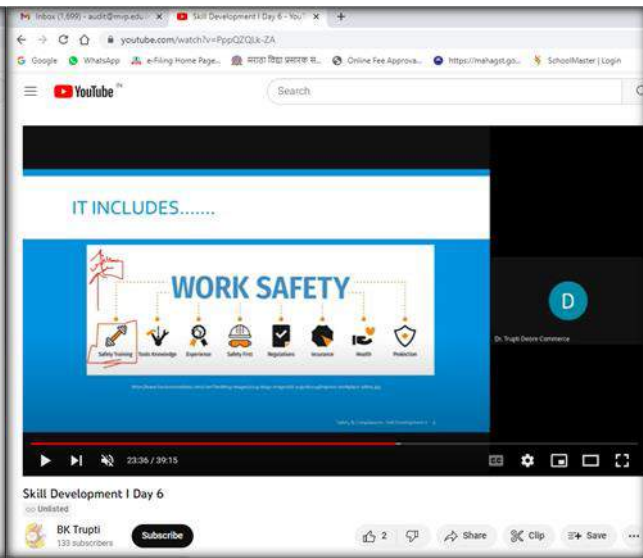 Inbox (1,699) - audit@mvp.edu.i
Skill Development I Day 6 - You
youtube.com/watch?v=PppQZQLk-ZA
Google WhatsApp e-Filing Home Page... मराठा विद्या प्रसारक स... Online Fee Approva... https://mahagst.go... SchoolMaster | Login
YouTube IN
Search
IT INCLUDES.......
WORK SAFETY
Safety Training Tools Knowledge Experience Safety First Regulations Insurance Health Protection
D
Dr. Trupti Deore Commerce
23:36 / 39:15
Skill Development I Day 6
Unlisted
BK Trupti
133 subscribers
Subscribe
2
Share
Clip
Save